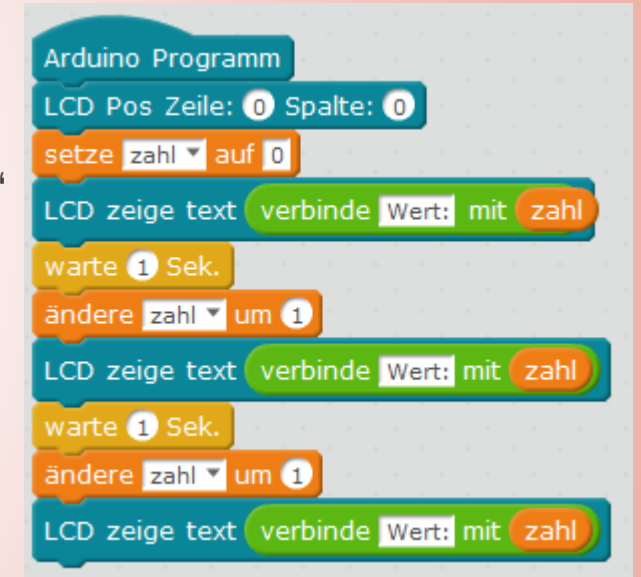 Arduino Programm
LCD Pos Zeile: 0 Spalte: 0
setze zahl auf 0
“
LCD zeige text verbinde Wert: mit zahl
warte 1 Sek.
ändere zahl um 1
LCD zeige text verbinde Wert: mit zahl
warte 1 Sek.
ändere zahl um 1
LCD zeige text verbinde Wert: mit zahl